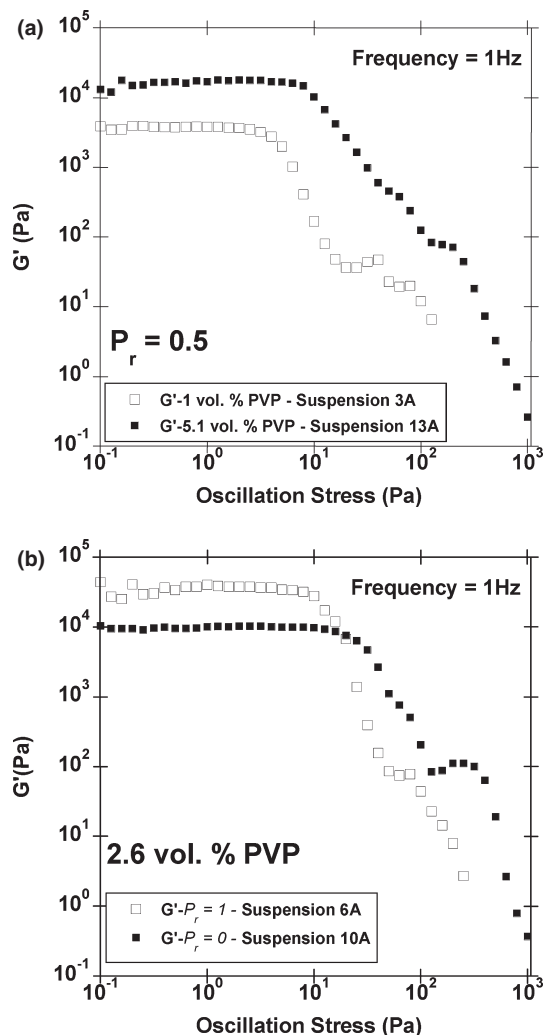 (a)
Frequency = 1Hz
10^5
10^4
10^3
10^2
10^1
10^0
10^-1
G' (Pa)
P_r = 0.5
□ G'-1 vol. % PVP - Suspension 3A
■ G'-5.1 vol. % PVP - Suspension 13A
10^-1 10^0 10^1 10^2 10^3
Oscillation Stress (Pa)
(b)
Frequency = 1Hz
10^5
10^4
10^3
10^2
10^1
10^0
10^-1
G'(Pa)
2.6 vol. % PVP
□ G'-P_r = 1 - Suspension 6A
■ G'-P_r = 0 - Suspension 10A
10^-1 10^0 10^1 10^2 10^3
Oscillation Stress (Pa)